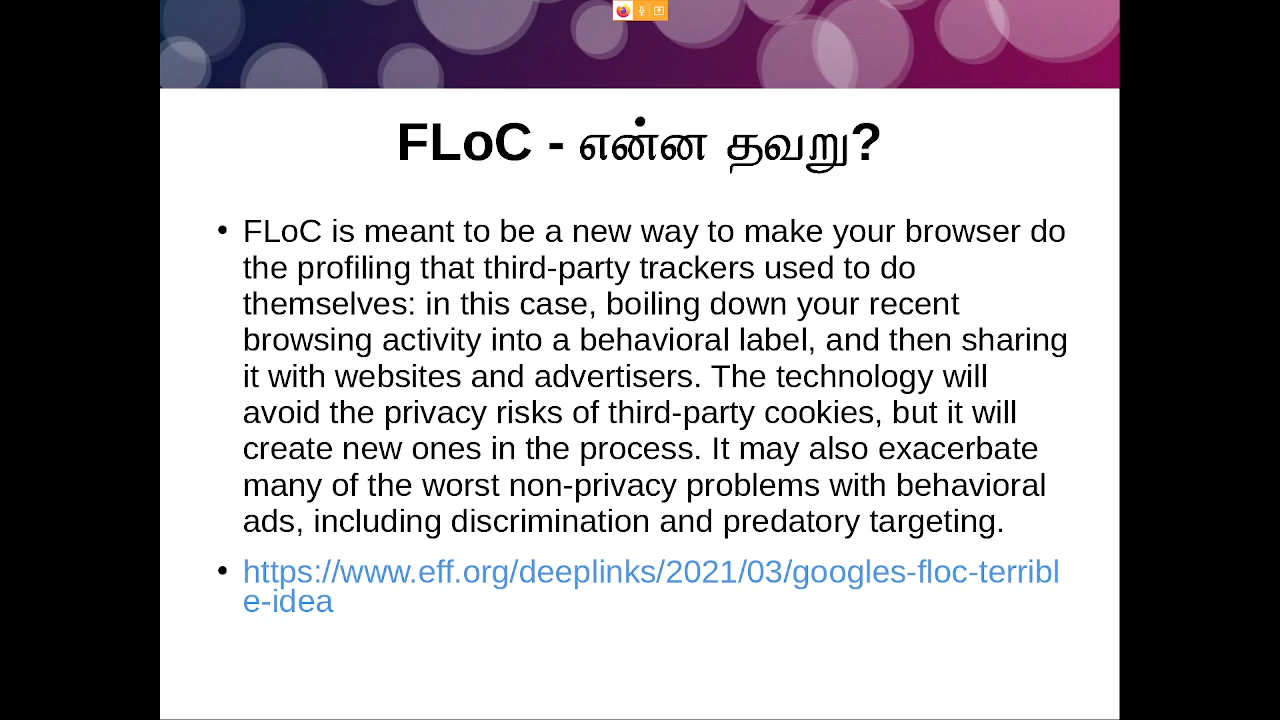 FLoC - என்ன தவறு?
• FLoC is meant to be a new way to make your browser do
the profiling that third-party trackers used to do
themselves: in this case, boiling down your recent
browsing activity into a behavioral label, and then sharing
it with websites and advertisers. The technology will
avoid the privacy risks of third-party cookies, but it will
create new ones in the process. It may also exacerbate
many of the worst non-privacy problems with behavioral
ads, including discrimination and predatory targeting.
• https://www.eff.org/deeplinks/2021/03/googles-floc-terribl
e-idea